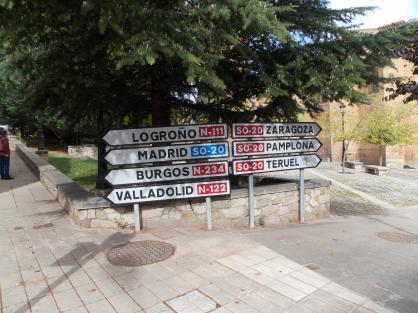 LOGROÑO N-111
MADRID SO-20
BURGOS N-234
VALLADOLID N-122
SO-20 ZARAGOZA
SO-20 PAMPLONA
SO-20 TERUEL